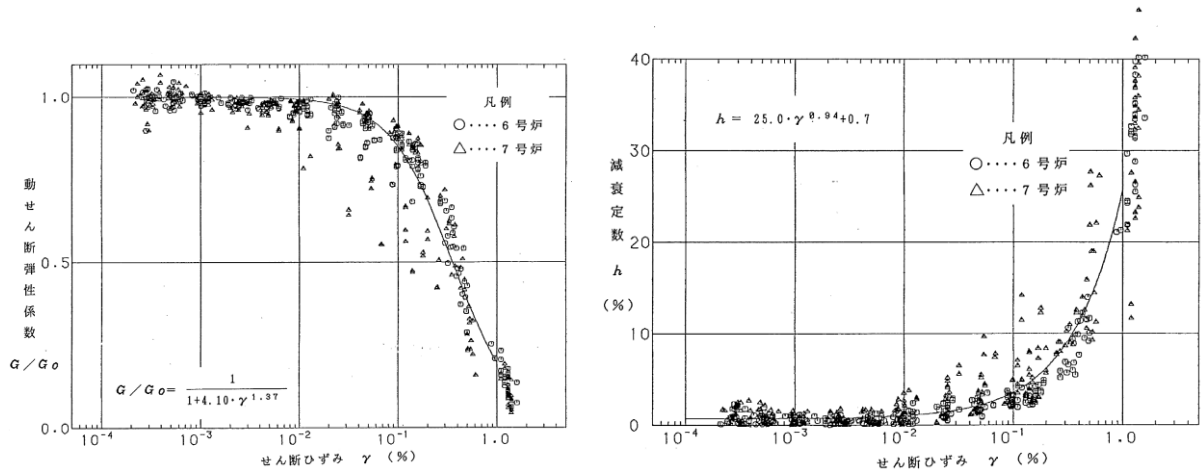 1.0
0.5
0.0
動せん断弾性係数
G/G₀
凡例
○････6号炉
△････7号炉
G/G₀= 1
1+4.10･γ^1.37
10⁻⁴ 10⁻³ 10⁻² 10⁻¹ 1.0
せん断ひずみ γ (%)
40
30
20
10
0
減衰定数
h
(%)
h = 25.0･γ^0.94+0.7
凡例
○････6号炉
△････7号炉
10⁻⁴ 10⁻³ 10⁻² 10⁻¹ 1.0
せん断ひずみ γ (%)